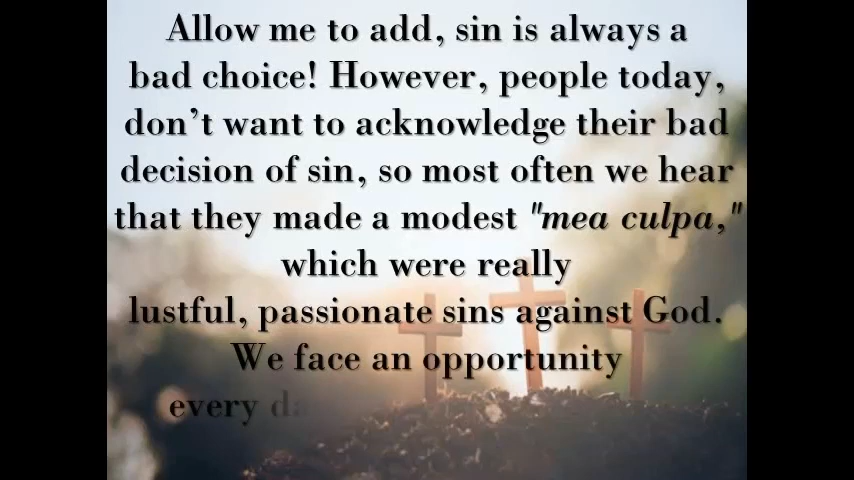 Allow me to add, sin is always a
bad choice! However, people today,
don't want to acknowledge their bad
decision of sin, so most often we hear
that they made a modest "mea culpa,"
which were really
lustful, passionate sins against God.
We face an opportunity
every